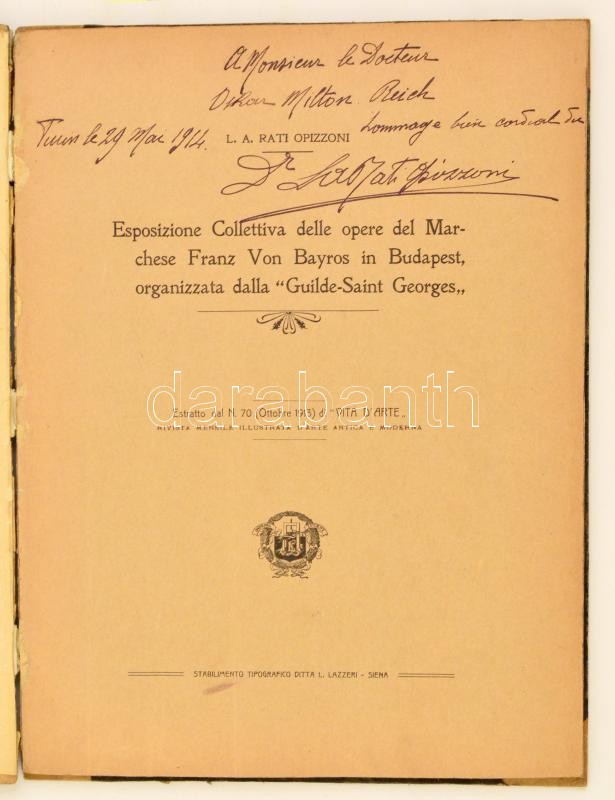 A Monsieur le Docteur
Oskar Milton Reich
hommage bien cordial du
Turin le 29 Mai 1914.
L. A. RATI OPIZZONI
Dr L A Rati Opizzoni
Esposizione Collettiva delle opere del Mar-
chese Franz Von Bayros in Budapest,
organizzata dalla “Guilde-Saint Georges„
darabanth
Estratto dal N. 70 (Ottobre 1913) di “VITA D'ARTE„
RIVISTA MENSILE ILLUSTRATA D'ARTE ANTICA E MODERNA
STABILIMENTO TIPOGRAFICO DITTA L. LAZZERI - SIENA